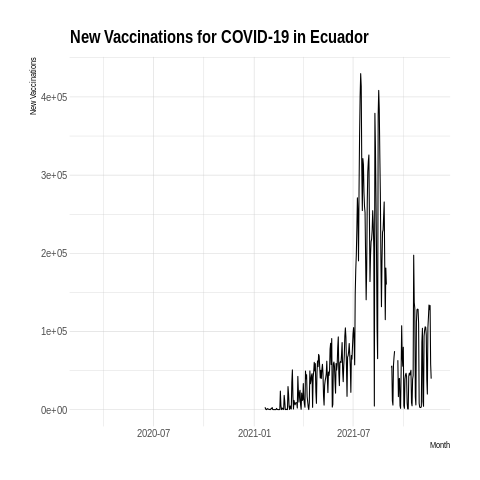 New Vaccinations for COVID-19 in Ecuador
New Vaccinations
4e+05
3e+05
2e+05
1e+05
0e+00
2020-07
2021-01
2021-07
Month